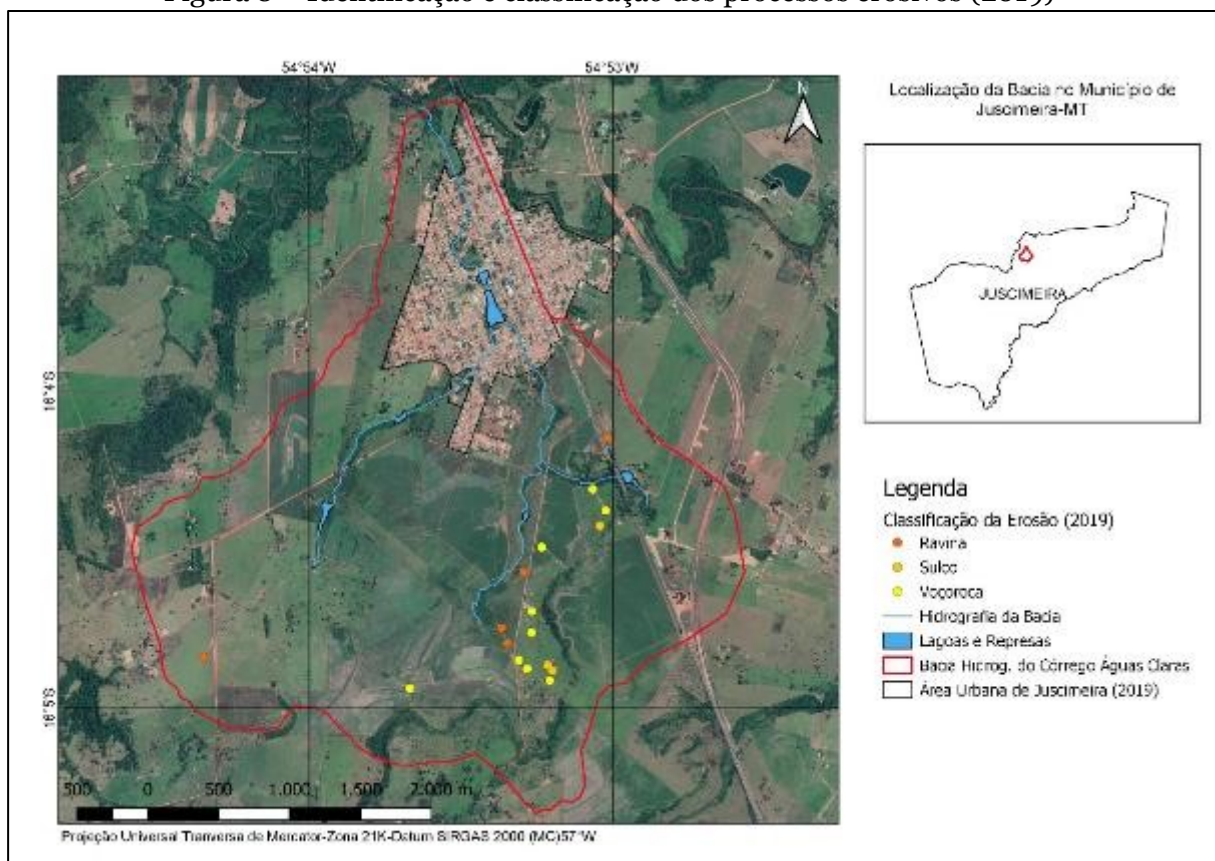 Figura 3 – Identificação e classificação dos processos erosivos (2019)
54°54'W
54°53'W
N
16°4'S
16°5'S
500 0 500 1.000 1.500 2.000 m
Projeção Universal Tranversa de Mercator-Zona 21K-Datum SIRGAS 2000 (MC)57°W
Localização da Bacia no Município de
Juscimeira-MT
JUSCIMEIRA
Legenda
Classificação da Erosão (2019)
Ravina
Sulco
Voçoroca
Hidrografia da Bacia
Lagoas e Represas
Bacia Hidrog. do Córrego Águas Claras
Área Urbana de Juscimeira (2019)